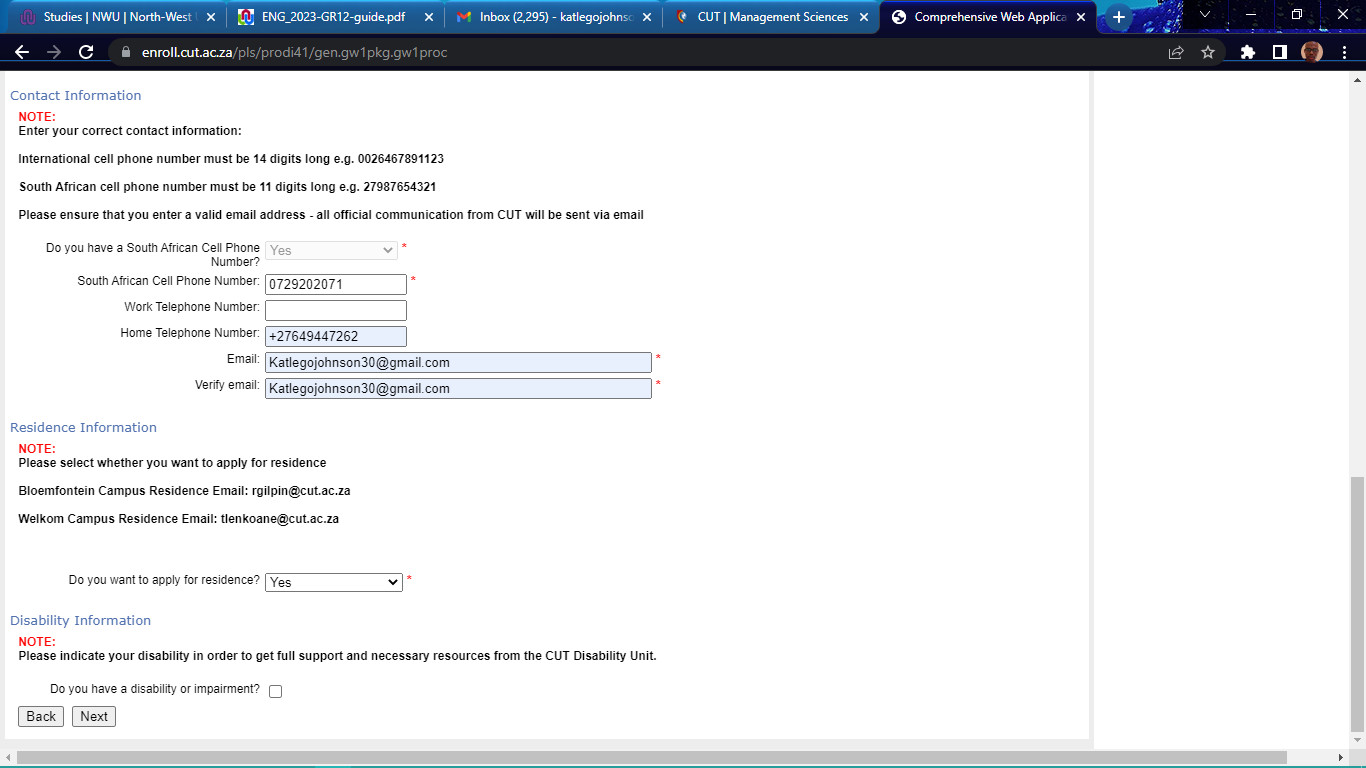 Studies | NWU | North-West
ENG_2023-GR12-guide.pdf
Inbox (2,295) - katlegojohnso
CUT | Management Sciences
Comprehensive Web Applica
enroll.cut.ac.za/pls/prodi41/gen.gw1pkg.gw1proc
Contact Information
NOTE:
Enter your correct contact information:
International cell phone number must be 14 digits long e.g. 0026467891123
South African cell phone number must be 11 digits long e.g. 27987654321
Please ensure that you enter a valid email address - all official communication from CUT will be sent via email
Do you have a South African Cell Phone Number? Yes *
South African Cell Phone Number: 0729202071 *
Work Telephone Number:
Home Telephone Number: +27649447262
Email: Katlegojohnson30@gmail.com *
Verify email: Katlegojohnson30@gmail.com *
Residence Information
NOTE:
Please select whether you want to apply for residence
Bloemfontein Campus Residence Email: rgilpin@cut.ac.za
Welkom Campus Residence Email: tlenkoane@cut.ac.za
Do you want to apply for residence? Yes *
Disability Information
NOTE:
Please indicate your disability in order to get full support and necessary resources from the CUT Disability Unit.
Do you have a disability or impairment?
Back Next